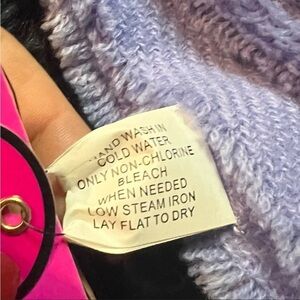 HAND WASH IN
COLD WATER
ONLY NON-CHLORINE
BLEACH
WHEN NEEDED
LOW STEAM IRON
LAY FLAT TO DRY